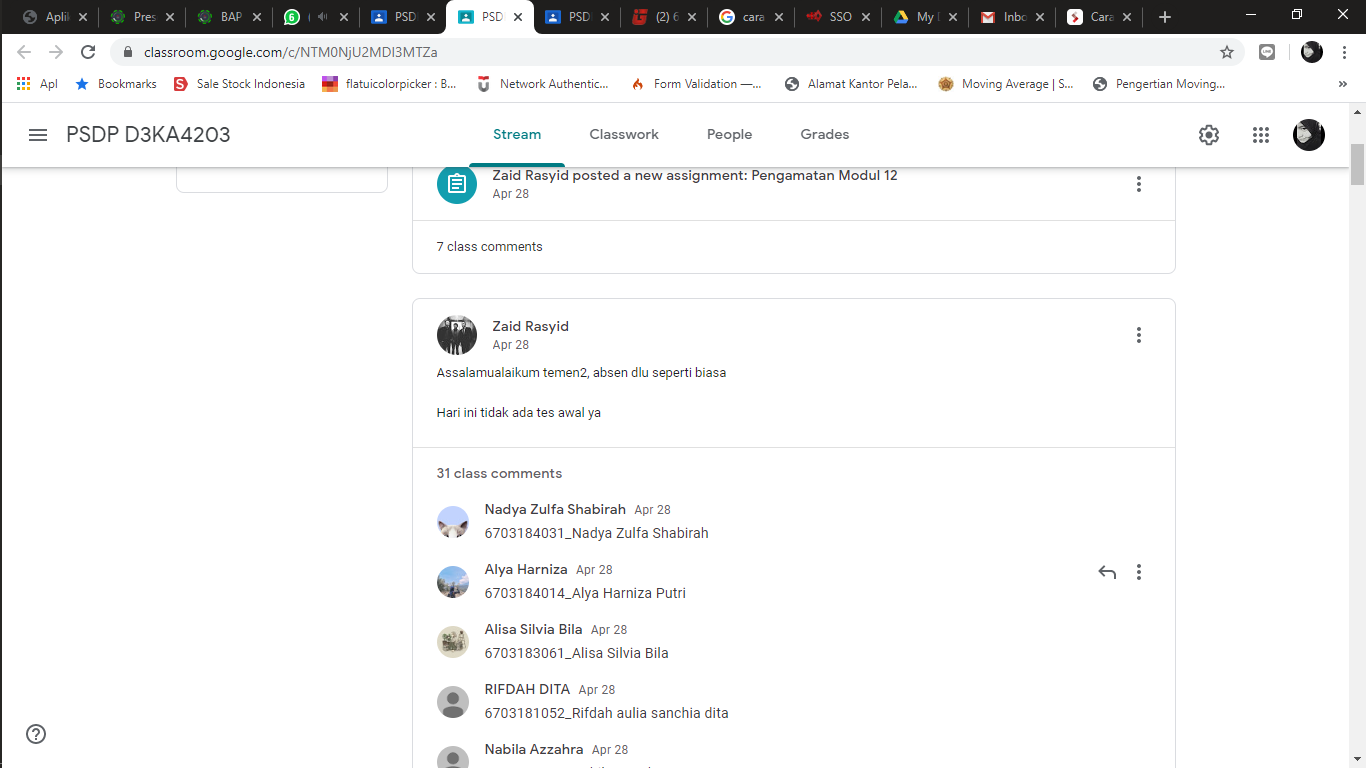 Apli
Pres
BAP
6
PSD
PSD
PSD
(2) 6
cara
SSO
My
Inbo
Cara
classroom.google.com/c/NTM0NjU2MDI3MTZa
Apl Bookmarks Sale Stock Indonesia flatuicolorpicker : B... Network Authentic... Form Validation —... Alamat Kantor Pela... Moving Average | S... Pengertian Moving... »
PSDP D3KA4203 Stream Classwork People Grades
Zaid Rasyid posted a new assignment: Pengamatan Modul 12
Apr 28
7 class comments
Zaid Rasyid
Apr 28
Assalamualaikum temen2, absen dlu seperti biasa
Hari ini tidak ada tes awal ya
31 class comments
Nadya Zulfa Shabirah Apr 28
6703184031_Nadya Zulfa Shabirah
Alya Harniza Apr 28
6703184014_Alya Harniza Putri
Alisa Silvia Bila Apr 28
6703183061_Alisa Silvia Bila
RIFDAH DITA Apr 28
6703181052_Rifdah aulia sanchia dita
Nabila Azzahra Apr 28